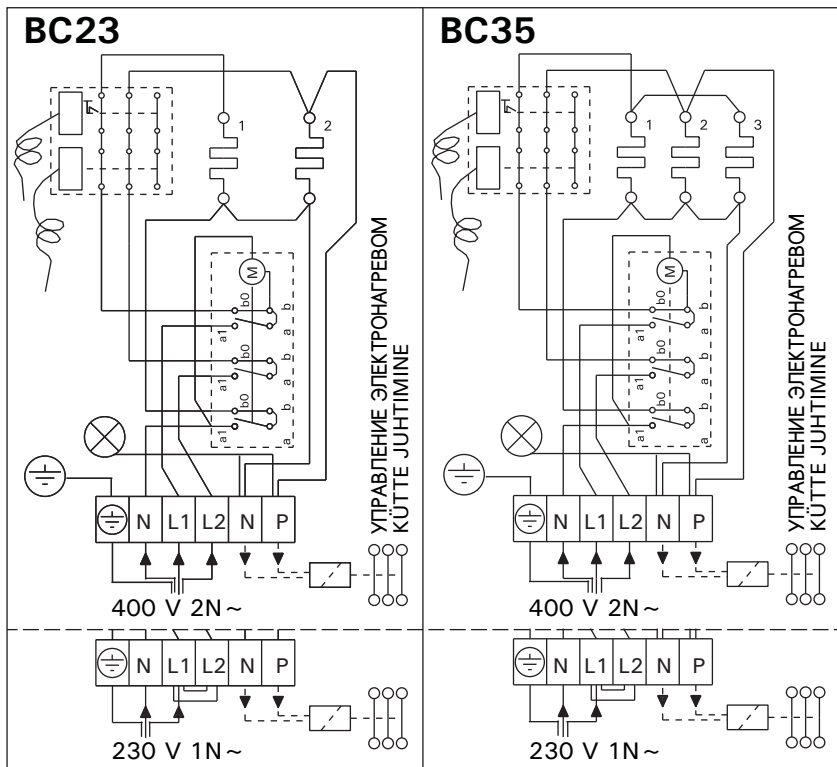 BC23
1
2
M
b0
b
a1
a
b0
b
a1
a
b0
b
a1
a
N L1 L2 N P
400 V 2N~
УПРАВЛЕНИЕ ЭЛЕКТРОНАГРЕВОМ
KÜTTE JUHTIMINE
N L1 L2 N P
230 V 1N~
BC35
1
2
3
M
b0
b
a1
a
b0
b
a1
a
b0
b
a1
a
N L1 L2 N P
400 V 2N~
УПРАВЛЕНИЕ ЭЛЕКТРОНАГРЕВОМ
KÜTTE JUHTIMINE
N L1 L2 N P
230 V 1N~